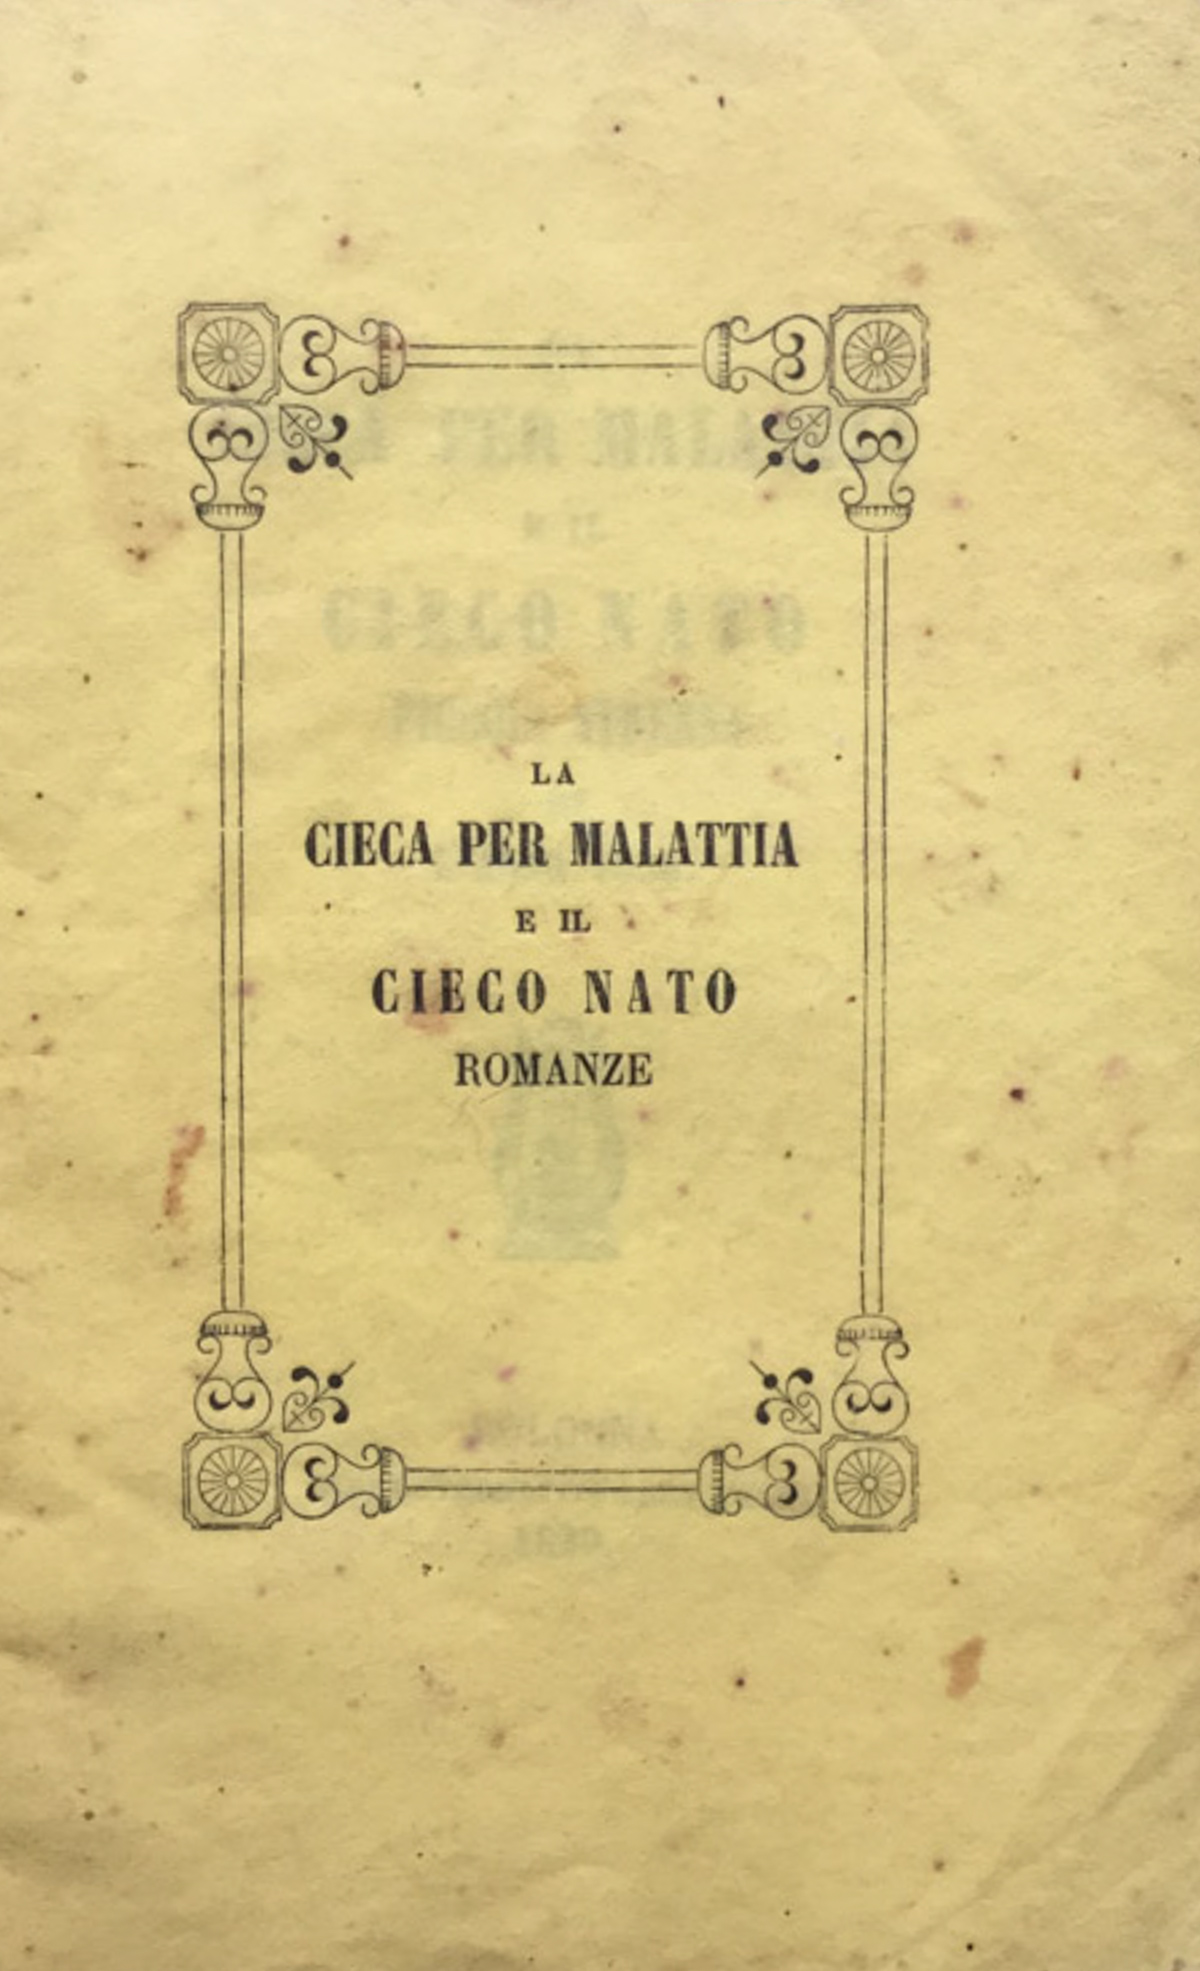 LA
CIECA PER MALATTIA
E IL
CIECO NATO
ROMANZE